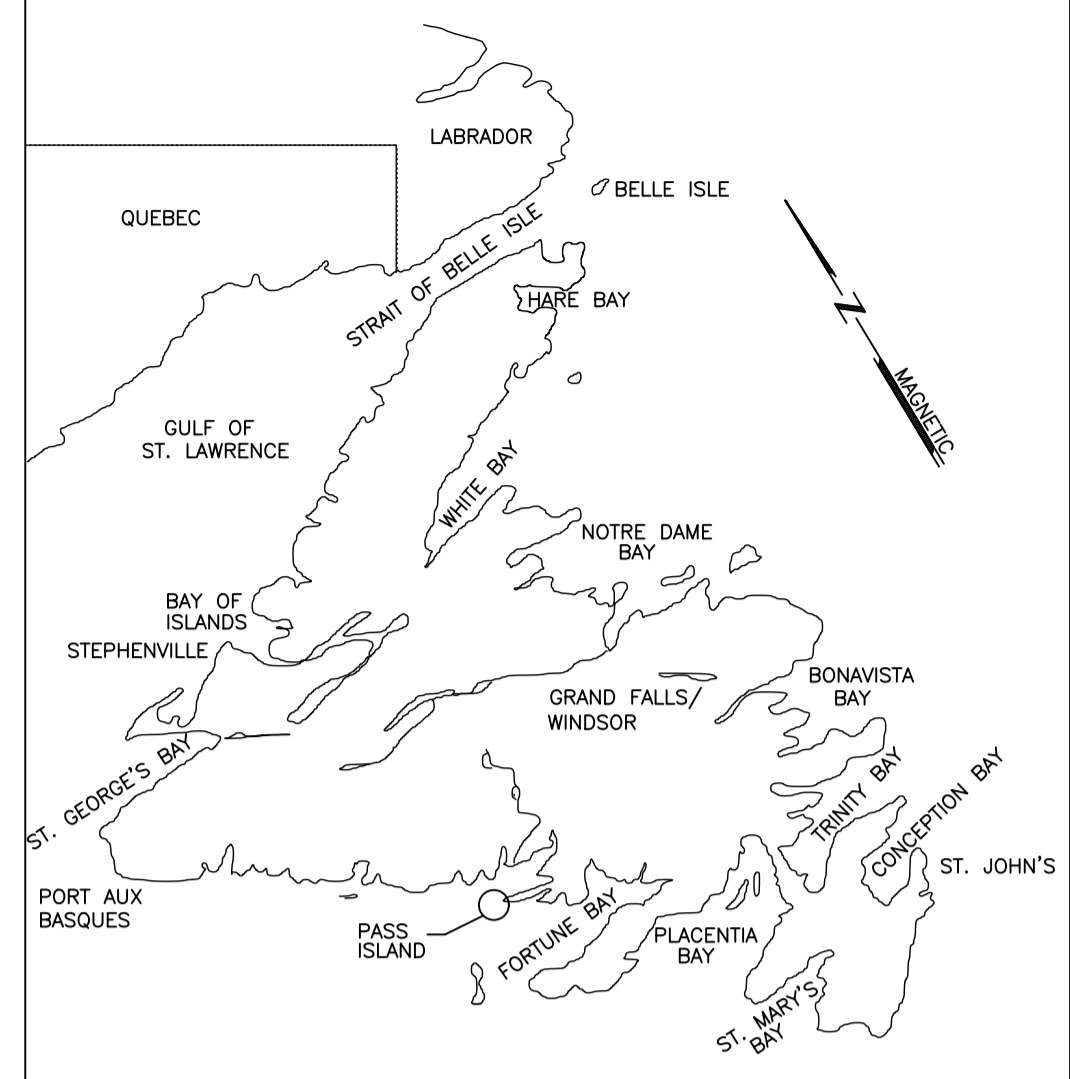 LABRADOR
BELLE ISLE
QUEBEC
STRAIT OF BELLE ISLE
HARE BAY
N
MAGNETIC
GULF OF
ST. LAWRENCE
WHITE BAY
NOTRE DAME
BAY
BAY OF
ISLANDS
STEPHENVILLE
GRAND FALLS/
WINDSOR
BONAVISTA
BAY
ST. GEORGE'S BAY
TRINITY BAY
CONCEPTION BAY
ST. JOHN'S
PORT AUX
BASQUES
PASS
ISLAND
FORTUNE BAY
PLACENTIA
BAY
ST. MARY'S
BAY